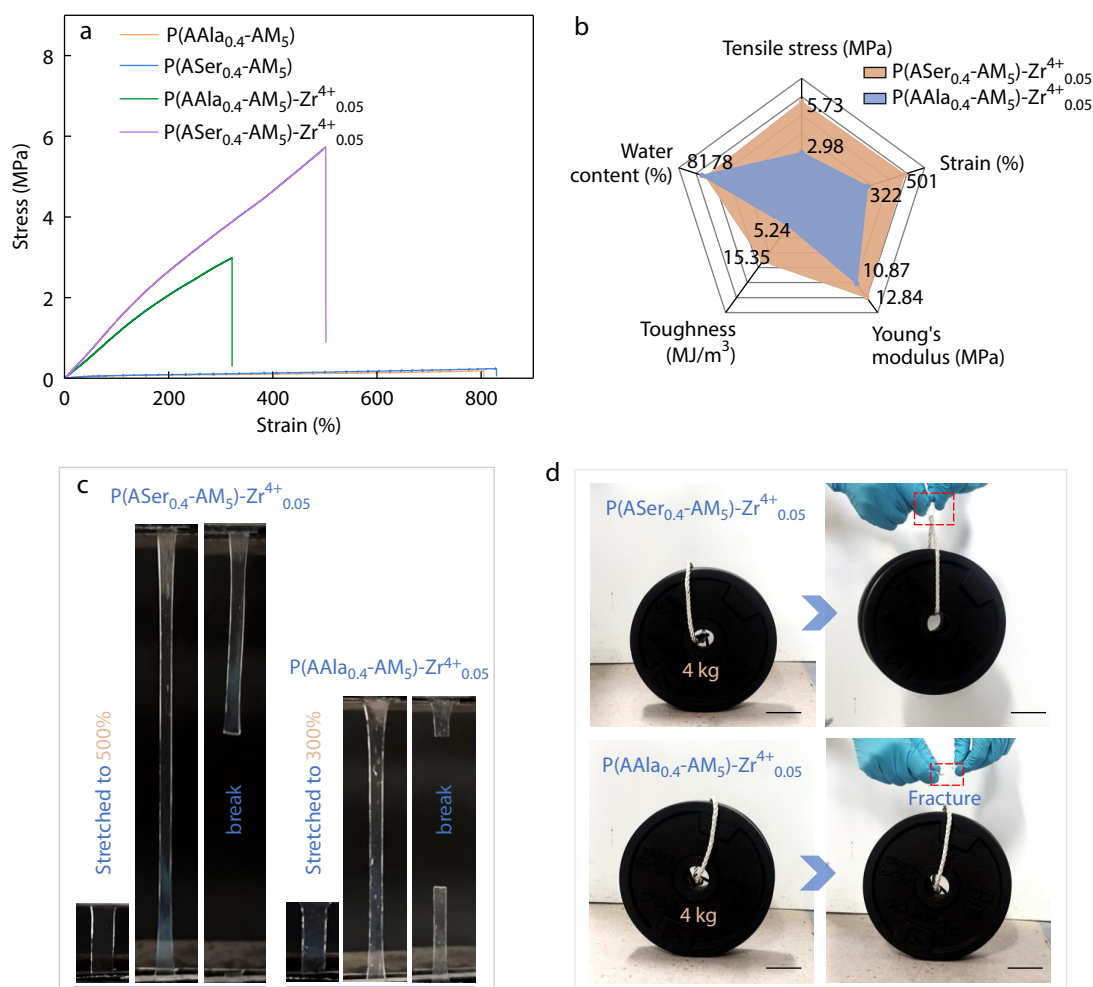 a
P(AAla0.4-AM5)
P(ASer0.4-AM5)
P(AAla0.4-AM5)-Zr4+0.05
P(ASer0.4-AM5)-Zr4+0.05
8
6
4
2
0
Stress (MPa)
0
200
400
600
800
Strain (%)
b
Tensile stress (MPa)
P(ASer0.4-AM5)-Zr4+0.05
P(AAla0.4-AM5)-Zr4+0.05
5.73
2.98
Water
content (%)
81
78
Strain (%)
501
322
5.24
15.35
10.87
12.84
Toughness
(MJ/m3)
Young's
modulus (MPa)
c
P(ASer0.4-AM5)-Zr4+0.05
Stretched to 500%
break
P(AAla0.4-AM5)-Zr4+0.05
Stretched to 300%
break
d
P(ASer0.4-AM5)-Zr4+0.05
4 kg
P(AAla0.4-AM5)-Zr4+0.05
4 kg
Fracture